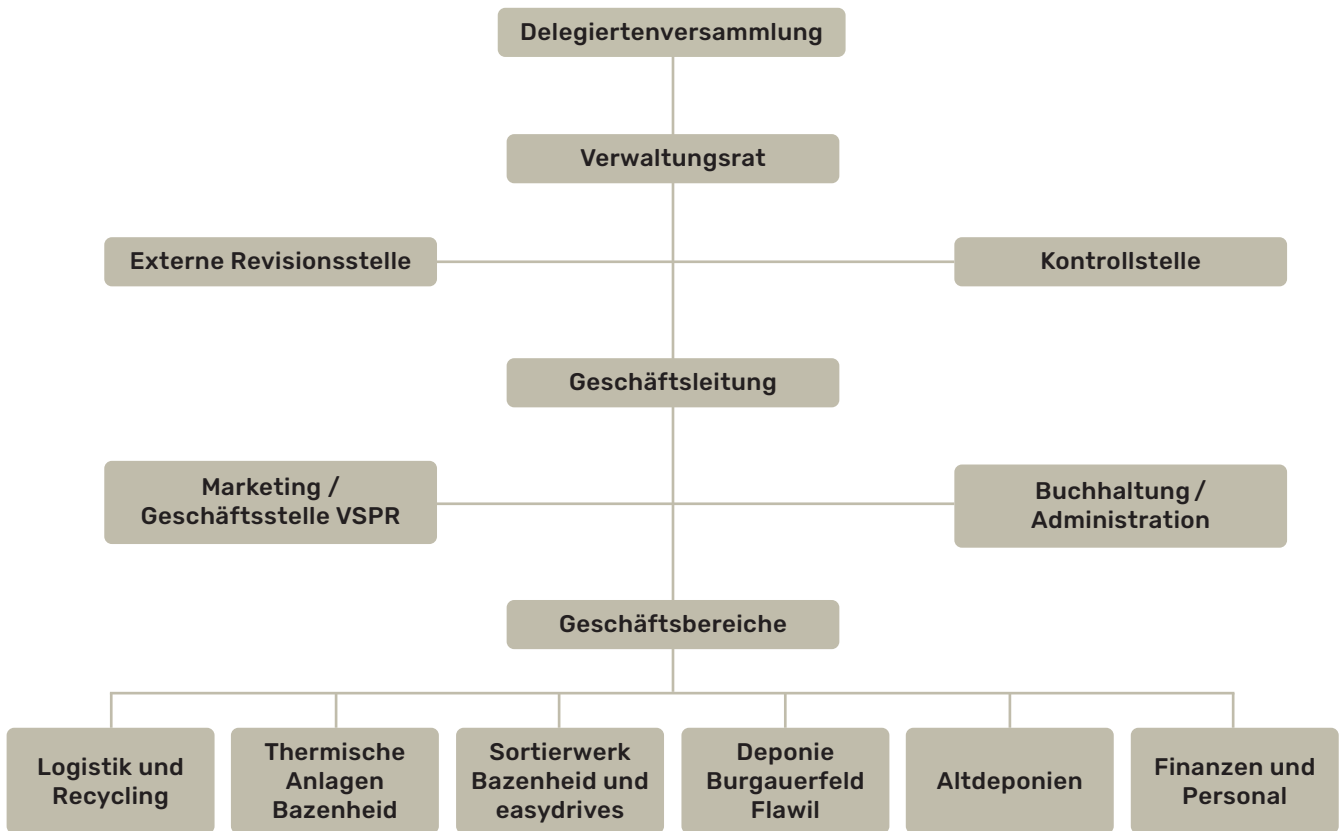 Delegiertenversammlung
Verwaltungsrat
Externe Revisionsstelle
Kontrollstelle
Geschäftsleitung
Marketing /
Geschäftsstelle VSPR
Buchhaltung /
Administration
Geschäftsbereiche
Logistik und
Recycling
Thermische
Anlagen
Bazenheid
Sortierwerk
Bazenheid und
easydrives
Deponie
Burgauerfeld
Flawil
Altdeponien
Finanzen und
Personal